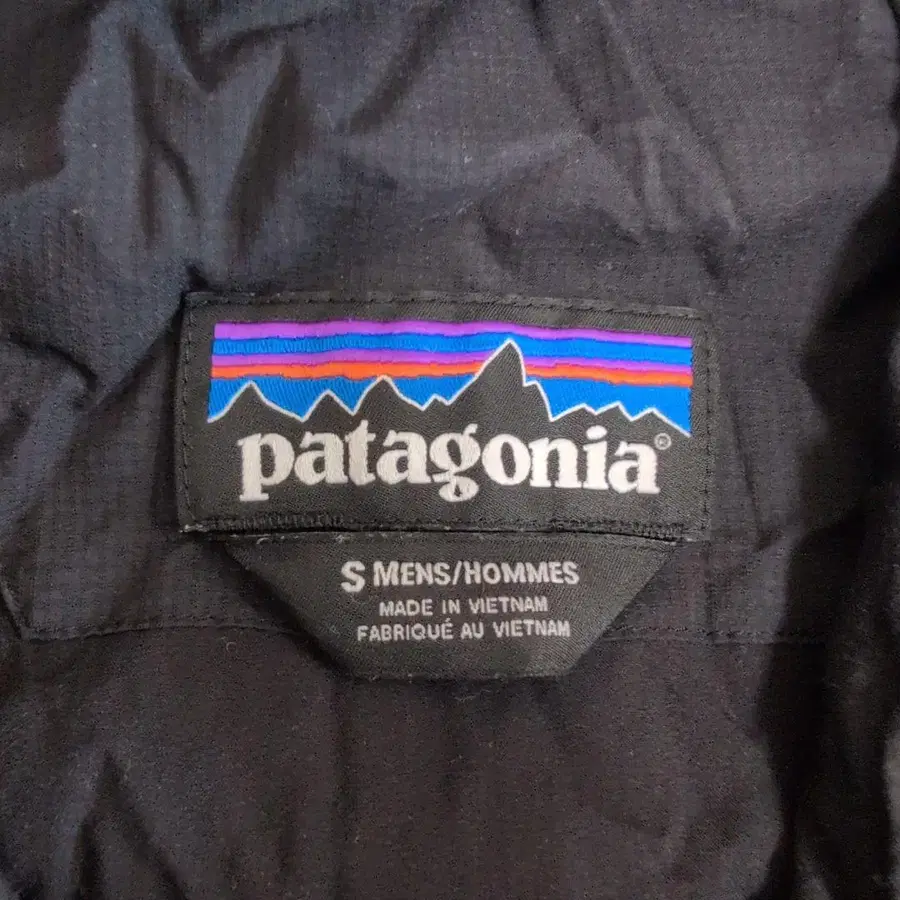 patagonia®
S MENS/HOMMES
MADE IN VIETNAM
FABRIQUÉ AU VIETNAM